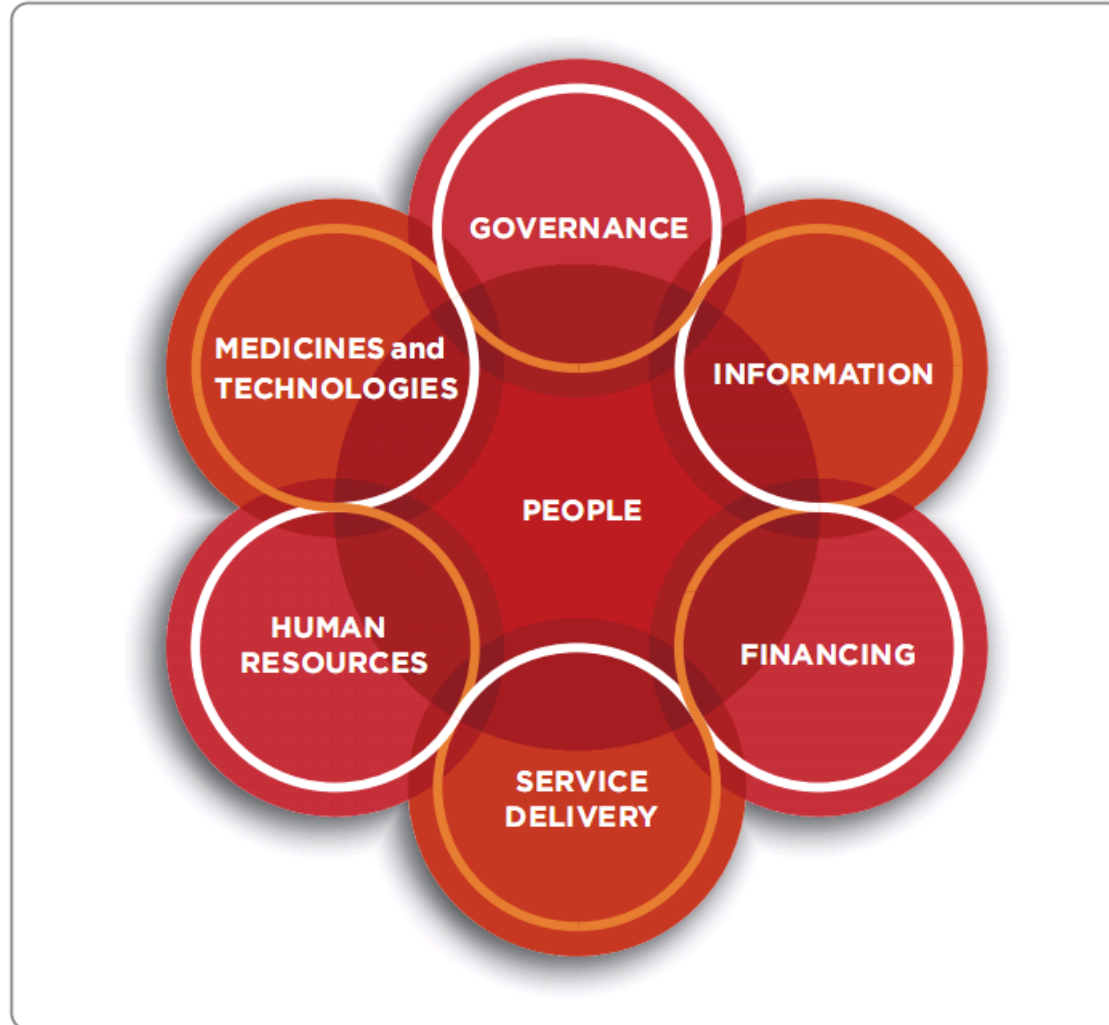 GOVERNANCE
MEDICINES and
TECHNOLOGIES
INFORMATION
PEOPLE
HUMAN
RESOURCES
FINANCING
SERVICE
DELIVERY